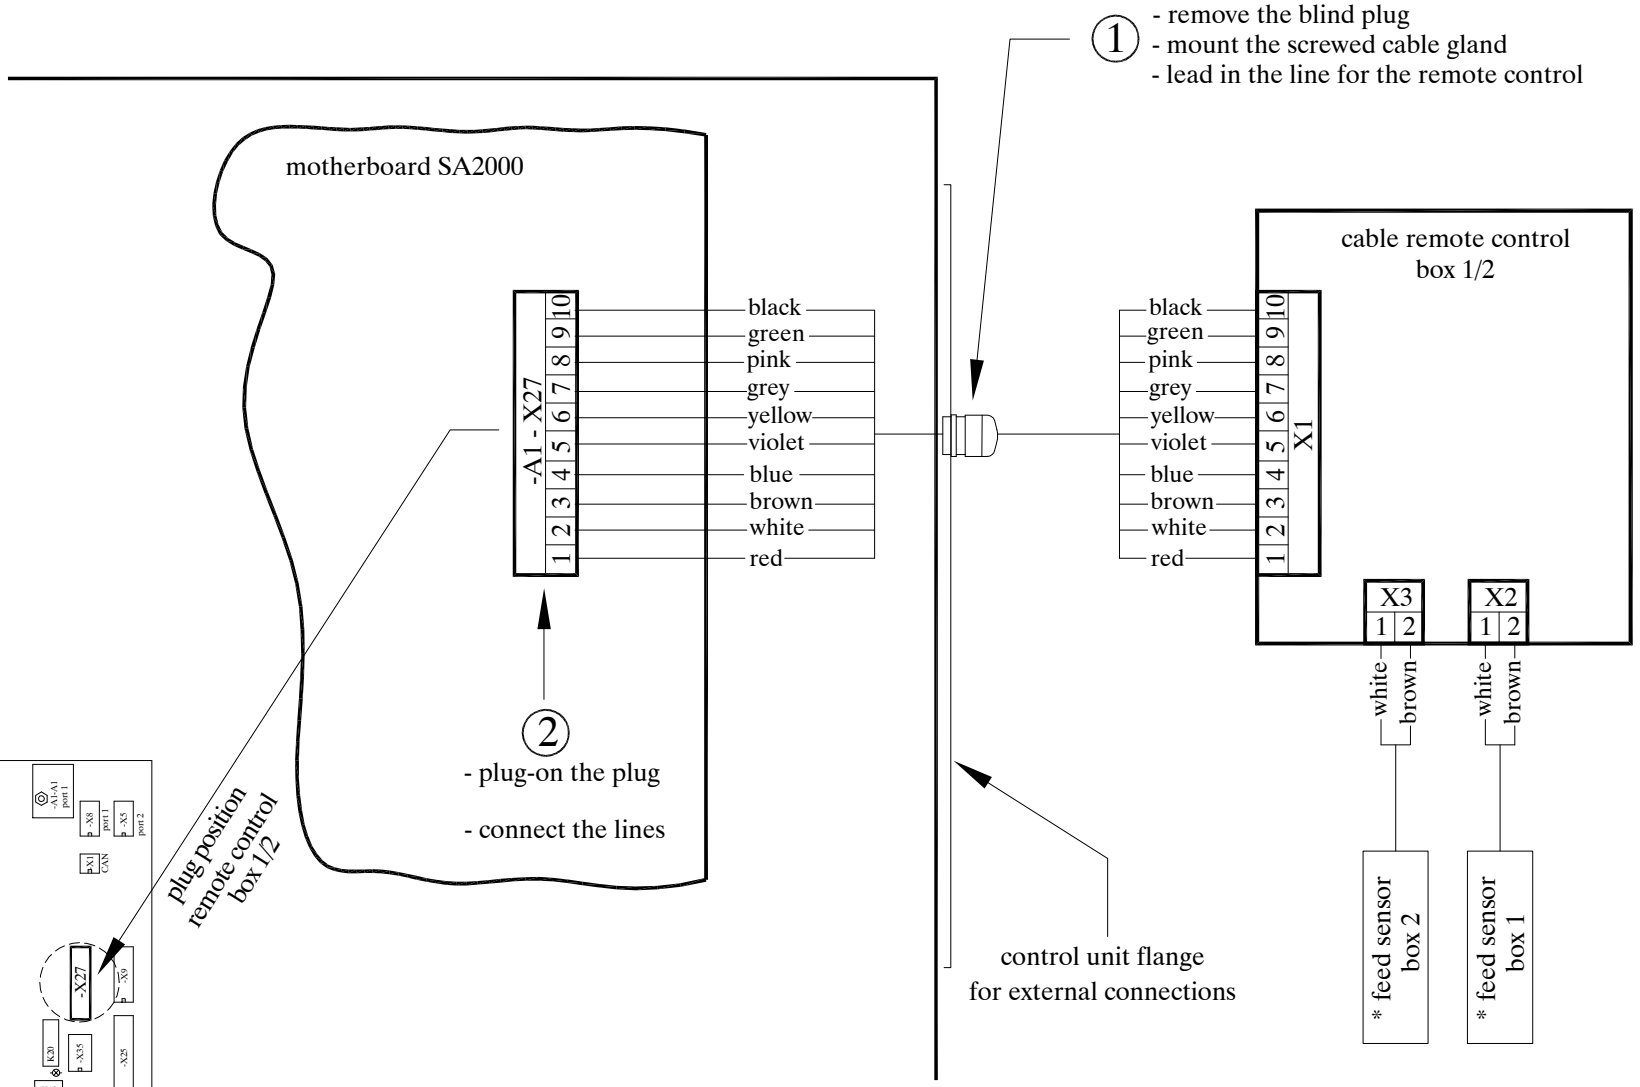 1
- remove the blind plug
- mount the screwed cable gland
- lead in the line for the remote control
motherboard SA2000
cable remote control
box 1/2
-A1 - X27
10
9
8
7
6
5
4
3
2
1
black
green
pink
grey
yellow
violet
blue
brown
white
red
black
green
pink
grey
yellow
violet
blue
brown
white
red
10
9
8
7
6
5
4
3
2
1
X1
X3
1 2
X2
1 2
white
brown
white
brown
* feed sensor
box 2
* feed sensor
box 1
2
- plug-on the plug
- connect the lines
plug position
remote control
box 1/2
control unit flange
for external connections
-A1-A1
port 1
-X8
port 1
-X5
port 2
-X1
CAN
-X27
-X9
K20
-X35
-X25